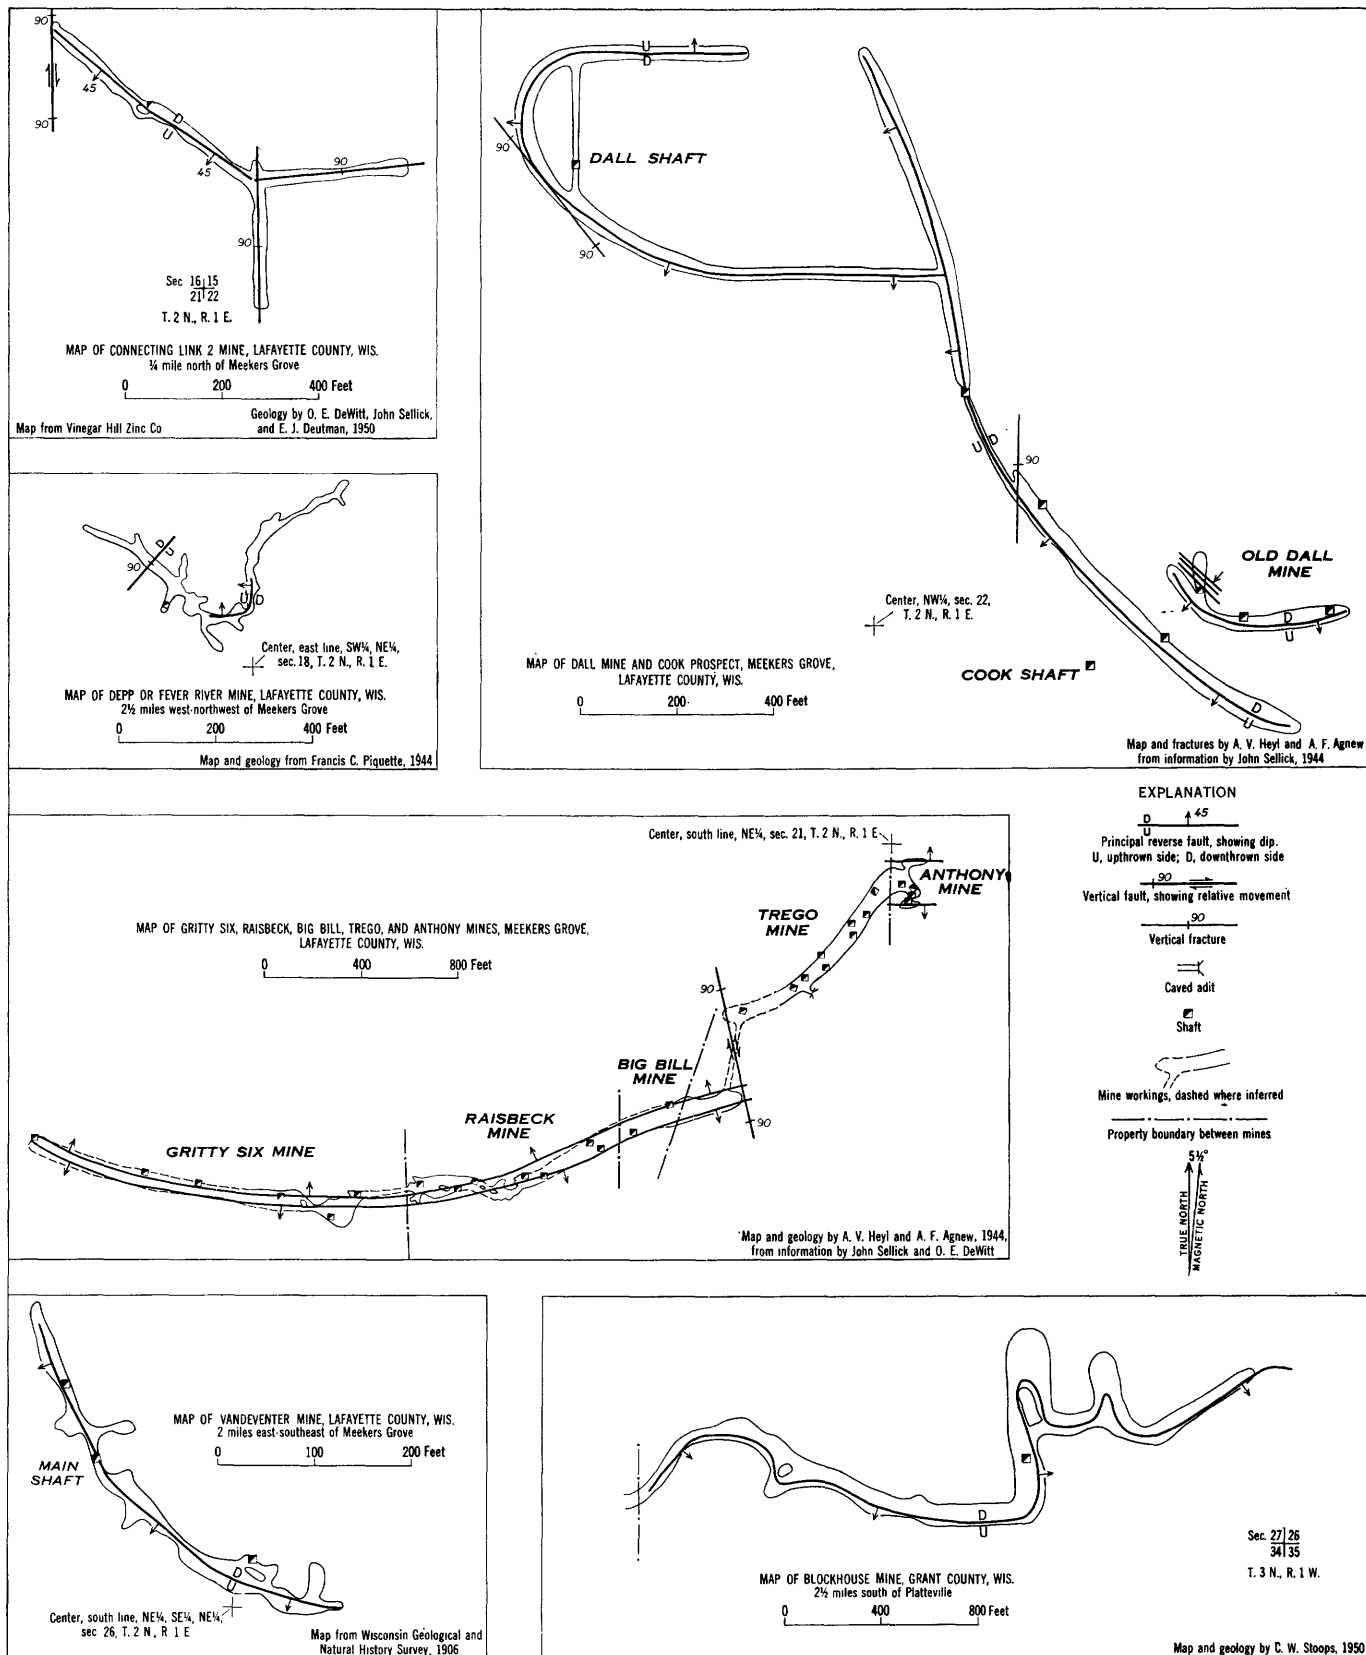 90
45
90
D
U
45
90
90
Sec 16 15
21 22
T. 2 N., R. 1 E.
MAP OF CONNECTING LINK 2 MINE, LAFAYETTE COUNTY, WIS.
¼ mile north of Meekers Grove
0 200 400 Feet
Geology by O. E. DeWitt, John Sellick,
Map from Vinegar Hill Zinc Co and E. J. Deutman, 1950
U
D
90
DALL SHAFT
90
U D
90
OLD DALL
MINE
D
U
Center, NW¼, sec. 22,
T. 2 N., R. 1 E.
COOK SHAFT
D
U
MAP OF DALL MINE AND COOK PROSPECT, MEEKERS GROVE,
LAFAYETTE COUNTY, WIS.
0 200 400 Feet
Map and fractures by A. V. Heyl and A. F. Agnew
from information by John Sellick, 1944
D
U
90
U D
Center, east line, SW¼, NE¼,
sec. 18, T. 2 N., R. 1 E.
MAP OF DEPP OR FEVER RIVER MINE, LAFAYETTE COUNTY, WIS.
2½ miles west-northwest of Meekers Grove
0 200 400 Feet
Map and geology from Francis C. Piquette, 1944
EXPLANATION
D 45
U
Principal reverse fault, showing dip.
U, upthrown side; D, downthrown side
90
Vertical fault, showing relative movement
90
Vertical fracture
Caved adit
Shaft
Mine workings, dashed where inferred
Property boundary between mines
5½°
TRUE NORTH
MAGNETIC NORTH
Center, south line, NE¼, sec. 21, T. 2 N., R. 1 E
ANTHONY
MINE
TREGO
MINE
MAP OF GRITTY SIX, RAISBECK, BIG BILL, TREGO, AND ANTHONY MINES, MEEKERS GROVE,
LAFAYETTE COUNTY, WIS.
0 400 800 Feet
90
BIG BILL
MINE
RAISBECK
MINE
90
GRITTY SIX MINE
Map and geology by A. V. Heyl and A. F. Agnew, 1944,
from information by John Sellick and O. E. DeWitt
MAP OF VANDEVENTER MINE, LAFAYETTE COUNTY, WIS.
2 miles east-southeast of Meekers Grove
0 100 200 Feet
MAIN
SHAFT
D
U
Center, south line, NE¼, SE¼, NE¼,
sec 26, T. 2 N, R 1 E
Map from Wisconsin Geological and
Natural History Survey, 1906
D
U
Sec. 27 26
34 35
T. 3 N., R. 1 W.
MAP OF BLOCKHOUSE MINE, GRANT COUNTY, WIS.
2½ miles south of Platteville
0 400 800 Feet
Map and geology by C. W. Stoops, 1950